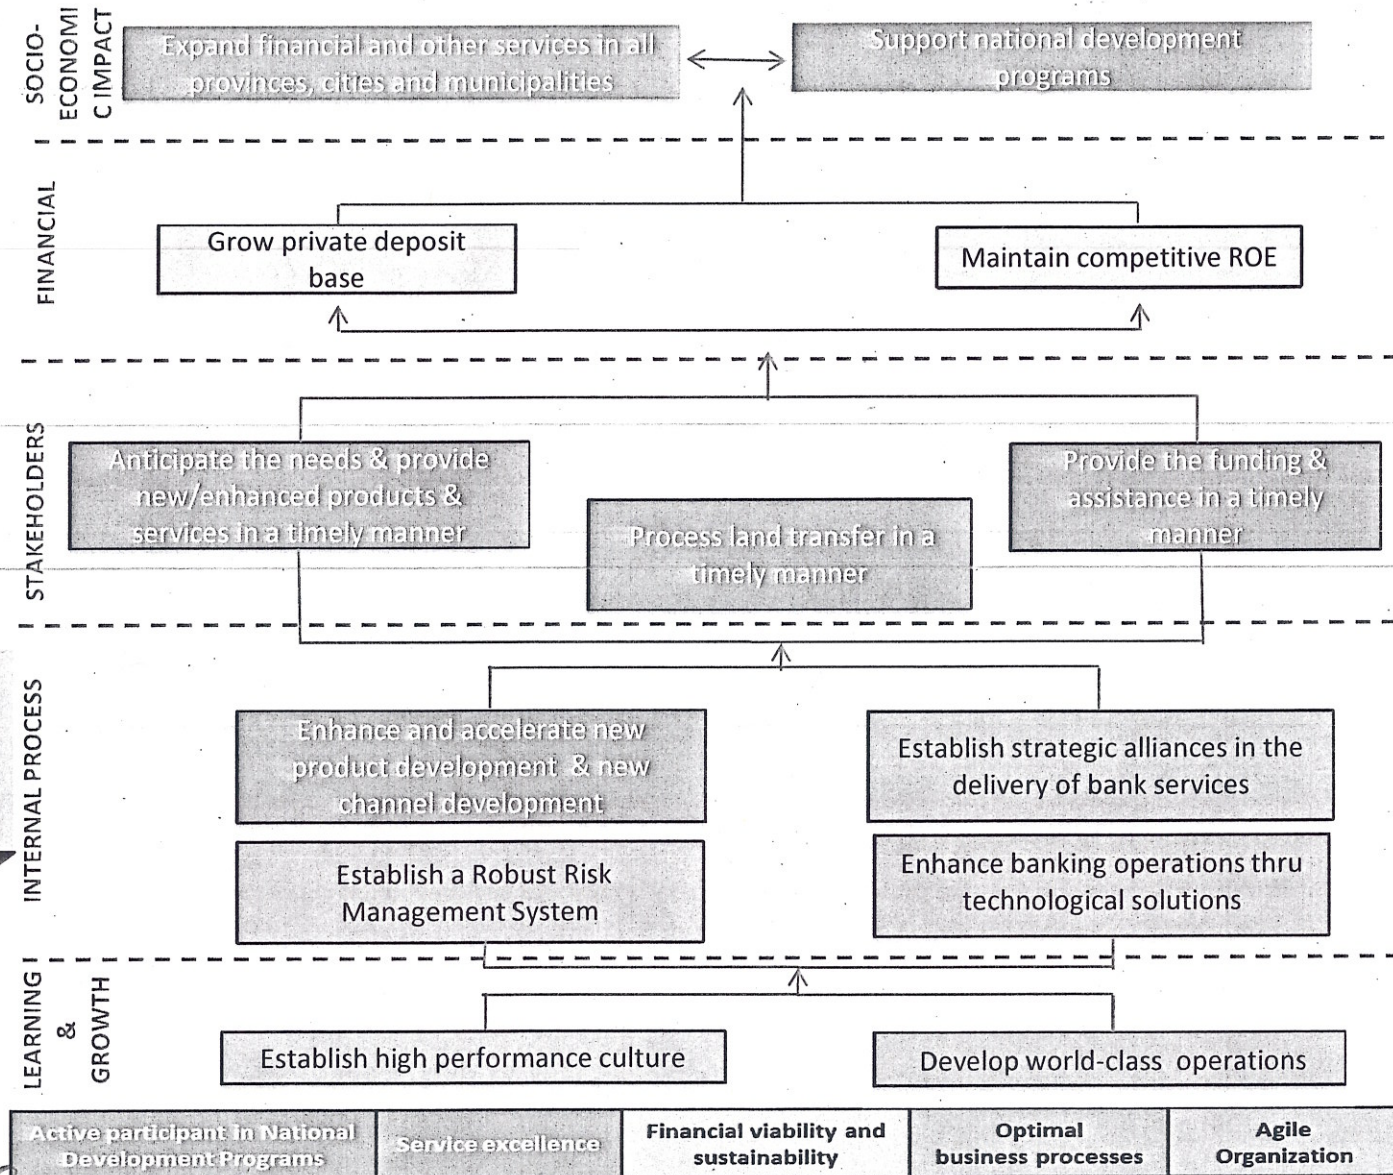 SOCIO-
ECONOMI
C IMPACT
Expand financial and other services in all
provinces, cities and municipalities
Support national development
programs
FINANCIAL
Grow private deposit
base
Maintain competitive ROE
STAKEHOLDERS
Anticipate the needs & provide
new/enhanced products &
services in a timely manner
Process land transfer in a
timely manner
Provide the funding &
assistance in a timely
manner
INTERNAL PROCESS
Enhance and accelerate new
product development & new
channel development
Establish strategic alliances in the
delivery of bank services
Establish a Robust Risk
Management System
Enhance banking operations thru
technological solutions
LEARNING
&
GROWTH
Establish high performance culture
Develop world-class operations
Active participant in National
Development Programs
Service excellence
Financial viability and
sustainability
Optimal
business processes
Agile
Organization